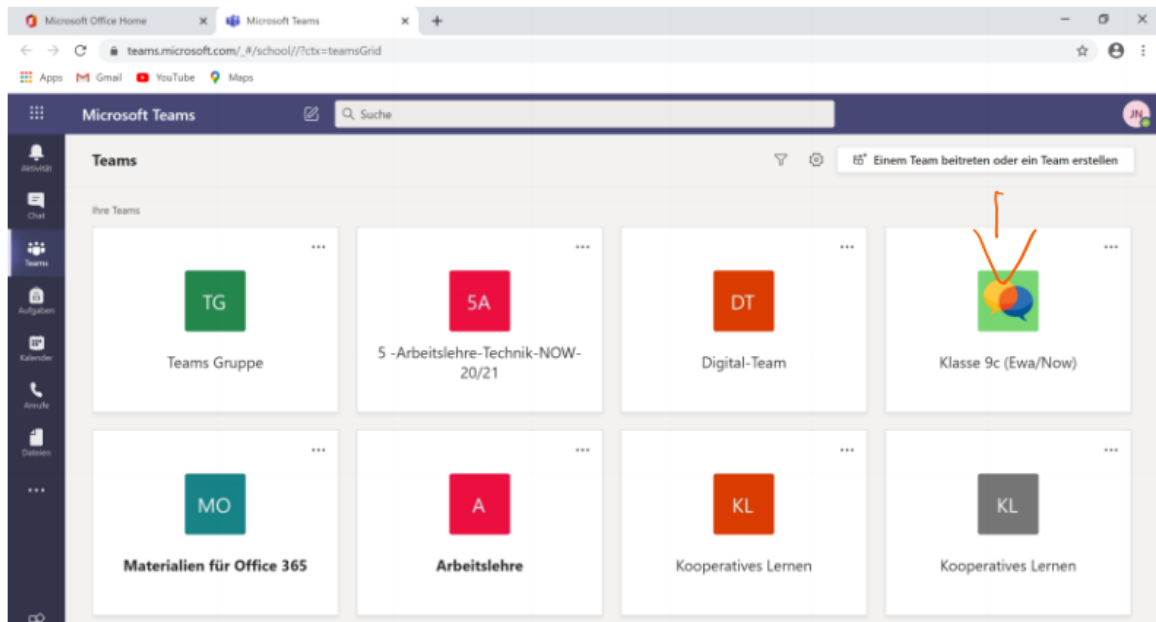 Microsoft Office Home
Microsoft Teams
teams.microsoft.com/_#/school//?ctx=teamsGrid
Apps
Gmail
YouTube
Maps
Microsoft Teams
Suche
JN
Aktivität
Chat
Teams
Aufgaben
Kalender
Anrufe
Dateien
Teams
Einem Team beitreten oder ein Team erstellen
Ihre Teams
TG
Teams Gruppe
5A
5 -Arbeitslehre-Technik-NOW-
20/21
DT
Digital-Team
Klasse 9c (Ewa/Now)
MO
Materialien für Office 365
A
Arbeitslehre
KL
Kooperatives Lernen
KL
Kooperatives Lernen